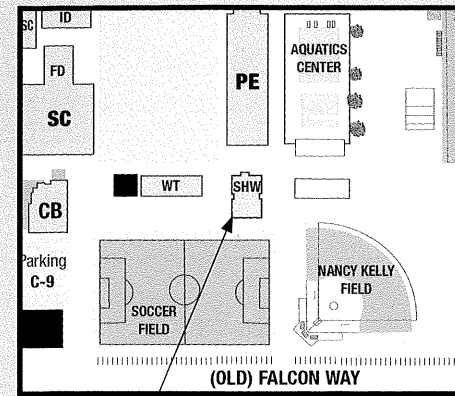 SC
ID
FD
SC
PE
AQUATICS
CENTER
WT
SHW
CB
Parking
C-9
SOCCER
FIELD
NANCY KELLY
FIELD
(OLD) FALCON WAY